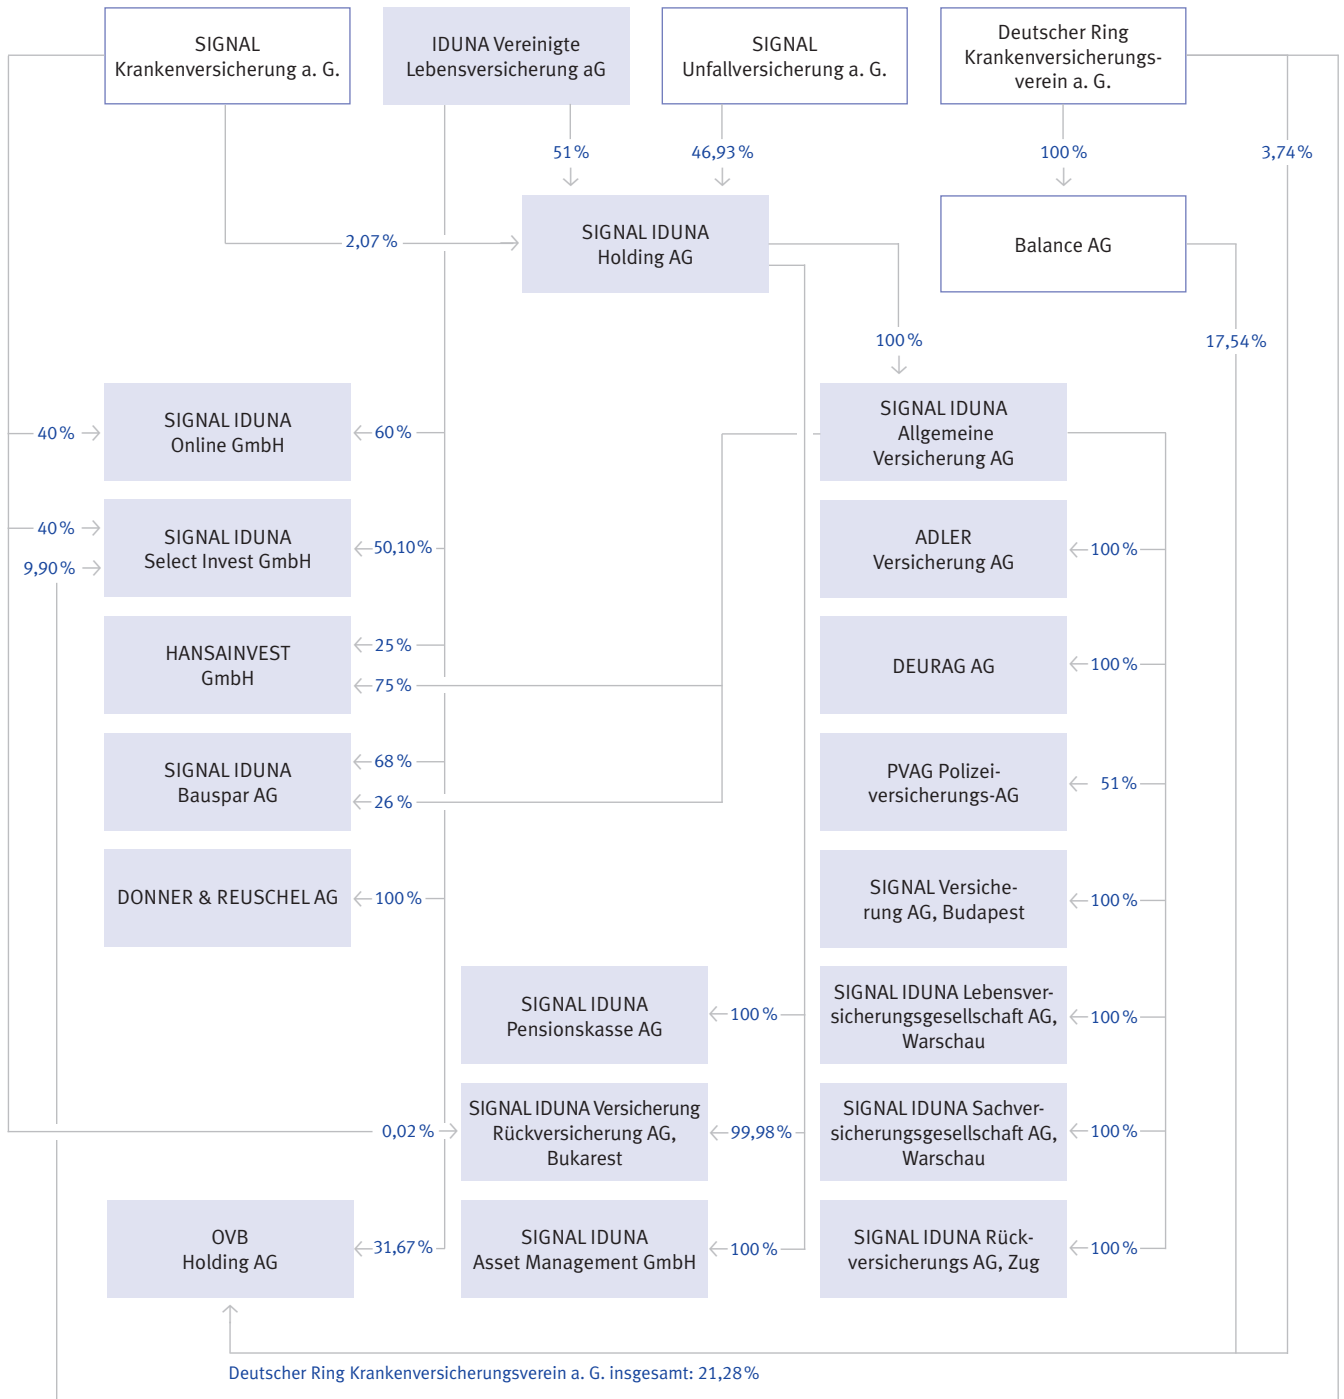 SIGNAL
Krankenversicherung a. G.
IDUNA Vereinigte
Lebensversicherung aG
SIGNAL
Unfallversicherung a. G.
Deutscher Ring
Krankenversicherungs-
verein a. G.
51 %
46,93 %
100 %
3,74 %
2,07 %
SIGNAL IDUNA
Holding AG
Balance AG
100 %
17,54 %
40 %
SIGNAL IDUNA
Online GmbH
60 %
SIGNAL IDUNA
Allgemeine
Versicherung AG
40 %
9,90 %
SIGNAL IDUNA
Select Invest GmbH
50,10 %
ADLER
Versicherung AG
100 %
HANSAINVEST
GmbH
25 %
75 %
DEURAG AG
100 %
SIGNAL IDUNA
Bauspar AG
68 %
26 %
PVAG Polizei-
versicherungs-AG
51 %
DONNER & REUSCHEL AG
100 %
SIGNAL Versiche-
rung AG, Budapest
100 %
SIGNAL IDUNA
Pensionskasse AG
100 %
SIGNAL IDUNA Lebensver-
sicherungsgesellschaft AG,
Warschau
100 %
0,02 %
SIGNAL IDUNA Versicherung
Rückversicherung AG,
Bukarest
99,98 %
SIGNAL IDUNA Sachver-
sicherungsgesellschaft AG,
Warschau
100 %
OVB
Holding AG
31,67 %
SIGNAL IDUNA
Asset Management GmbH
100 %
SIGNAL IDUNA Rück-
versicherungs AG, Zug
100 %
Deutscher Ring Krankenversicherungsverein a. G. insgesamt: 21,28 %